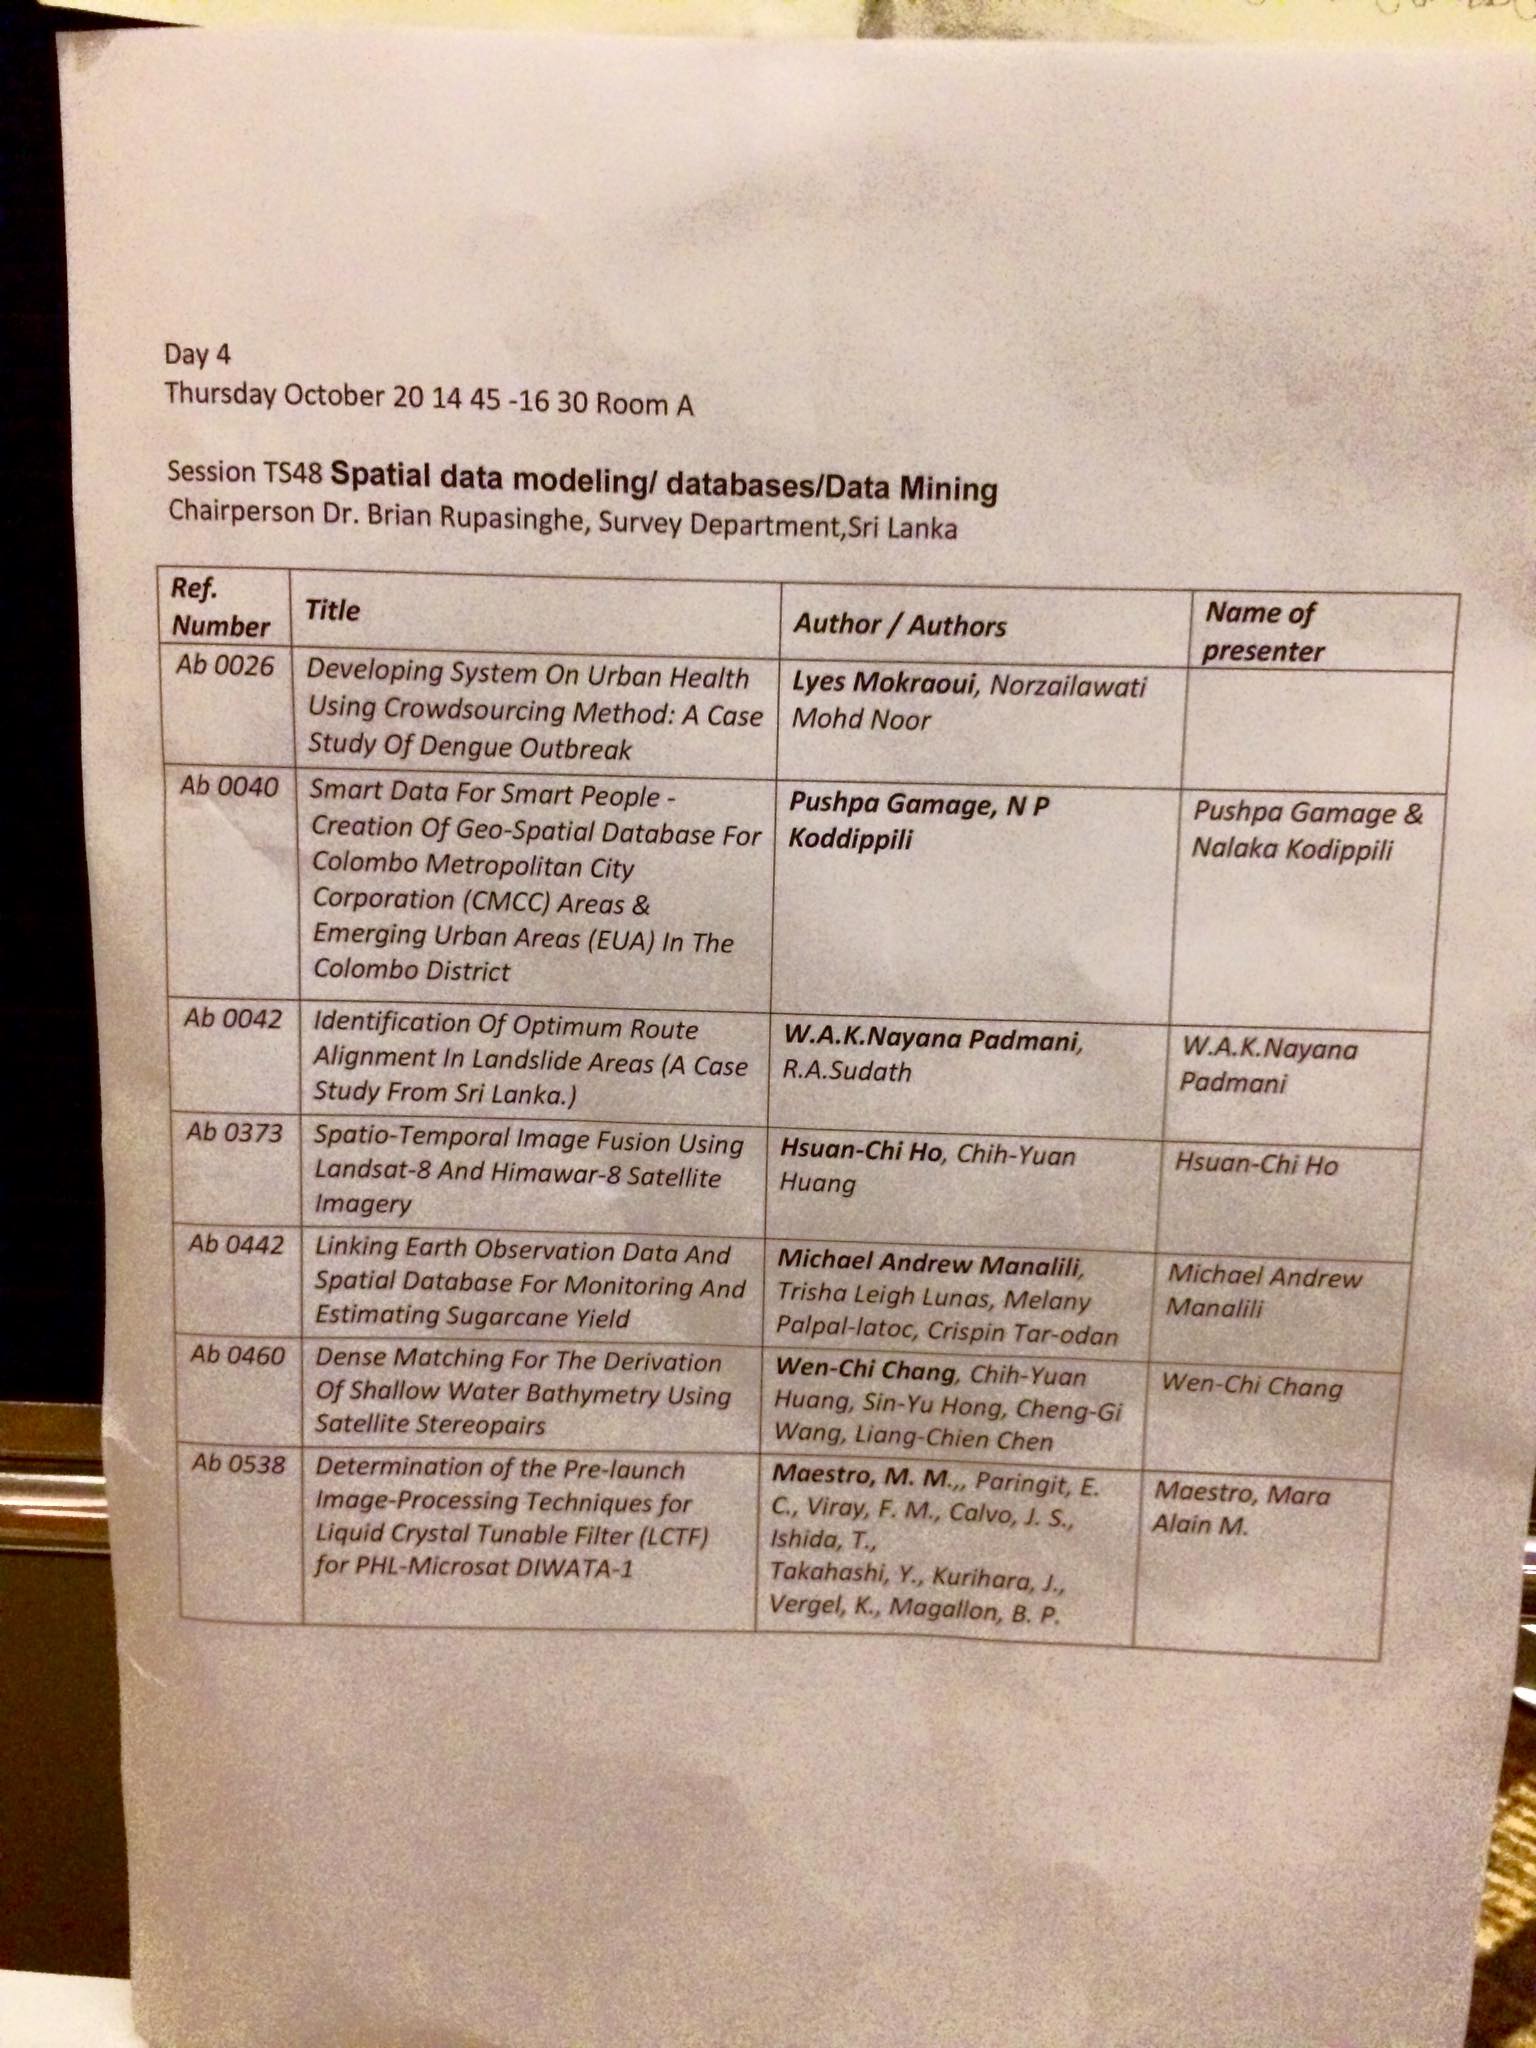 Day 4
Thursday October 20 14 45 -16 30 Room A
Session TS48 Spatial data modeling/ databases/Data Mining
Chairperson Dr. Brian Rupasinghe, Survey Department,Sri Lanka
Ref.
Number
Title
Author / Authors
Name of
presenter
Ab 0026
Developing System On Urban Health
Using Crowdsourcing Method: A Case
Study Of Dengue Outbreak
Lyes Mokraoui, Norzailawati
Mohd Noor
Ab 0040
Smart Data For Smart People -
Creation Of Geo-Spatial Database For
Colombo Metropolitan City
Corporation (CMCC) Areas &
Emerging Urban Areas (EUA) In The
Colombo District
Pushpa Gamage, N P
Koddippili
Pushpa Gamage &
Nalaka Kodippili
Ab 0042
Identification Of Optimum Route
Alignment In Landslide Areas (A Case
Study From Sri Lanka.)
W.A.K.Nayana Padmani,
R.A.Sudath
W.A.K.Nayana
Padmani
Ab 0373
Spatio-Temporal Image Fusion Using
Landsat-8 And Himawar-8 Satellite
Imagery
Hsuan-Chi Ho, Chih-Yuan
Huang
Hsuan-Chi Ho
Ab 0442
Linking Earth Observation Data And
Spatial Database For Monitoring And
Estimating Sugarcane Yield
Michael Andrew Manalili,
Trisha Leigh Lunas, Melany
Palpal-latoc, Crispin Tar-odan
Michael Andrew
Manalili
Ab 0460
Dense Matching For The Derivation
Of Shallow Water Bathymetry Using
Satellite Stereopairs
Wen-Chi Chang, Chih-Yuan
Huang, Sin-Yu Hong, Cheng-Gi
Wang, Liang-Chien Chen
Wen-Chi Chang
Ab 0538
Determination of the Pre-launch
Image-Processing Techniques for
Liquid Crystal Tunable Filter (LCTF)
for PHL-Microsat DIWATA-1
Maestro, M. M.,, Paringit, E.
C., Viray, F. M., Calvo, J. S.,
Ishida, T.,
Takahashi, Y., Kurihara, J.,
Vergel, K., Magallon, B. P.
Maestro, Mara
Alain M.